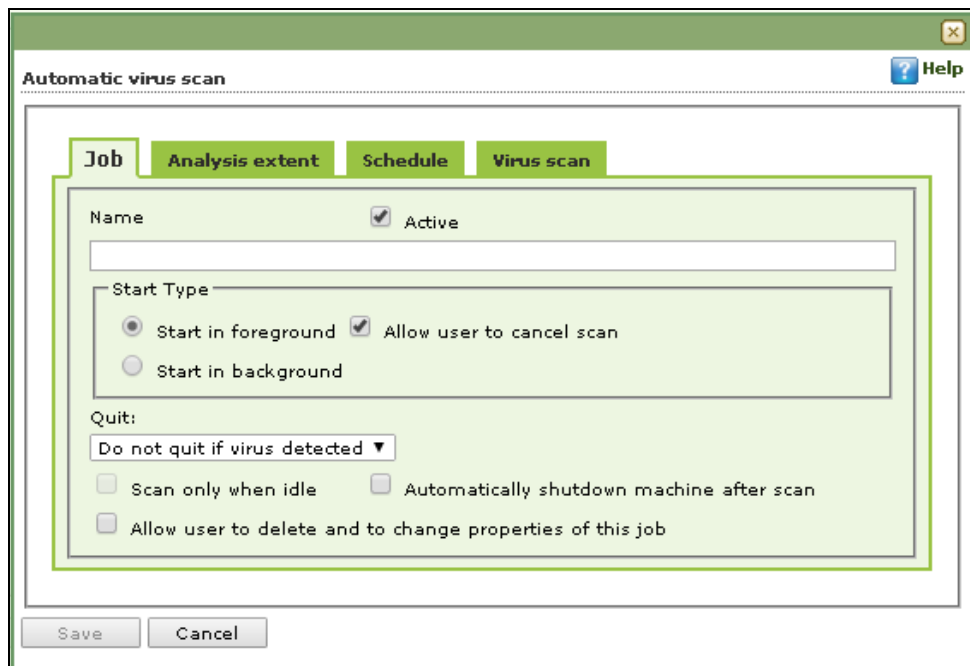 Automatic virus scan
? Help
Job Analysis extent Schedule Virus scan
Name Active
Start Type
Start in foreground Allow user to cancel scan
Start in background
Quit:
Do not quit if virus detected
Scan only when idle Automatically shutdown machine after scan
Allow user to delete and to change properties of this job
Save Cancel